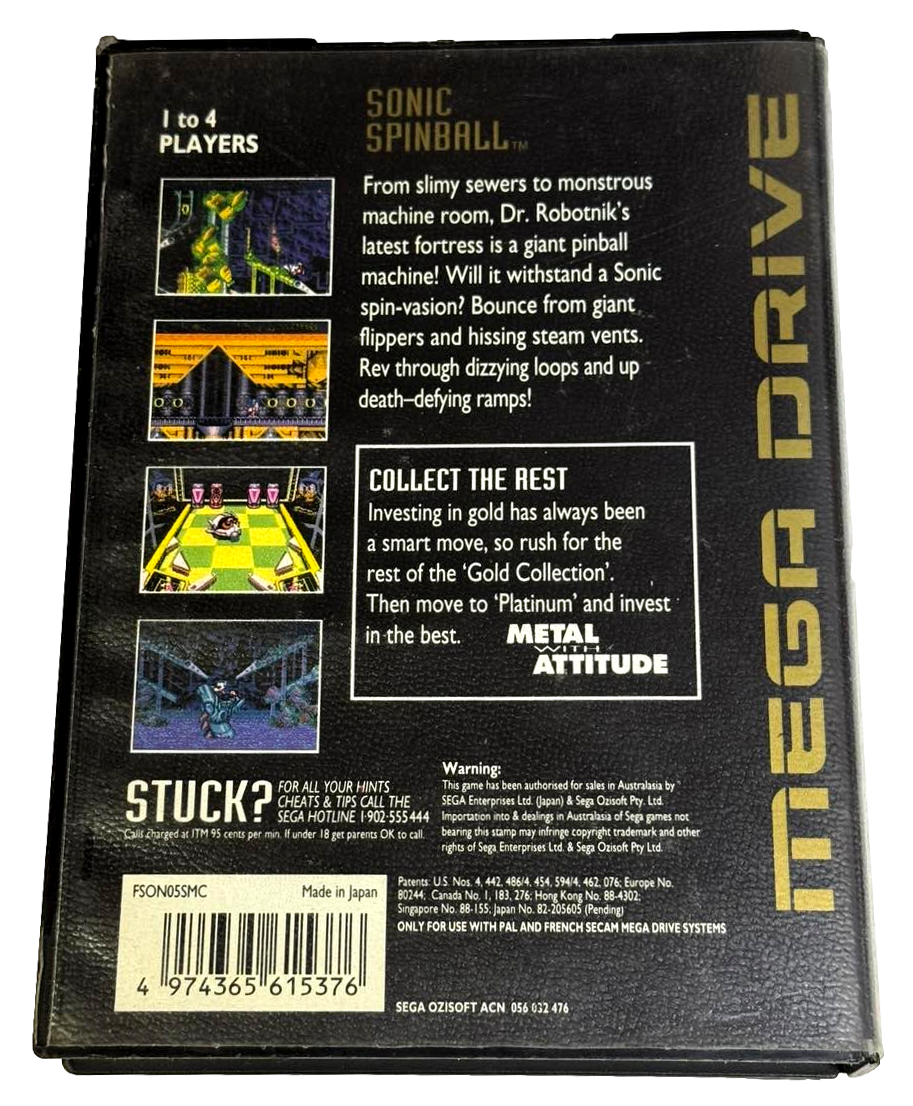 1 to 4
PLAYERS
SONIC
SPINBALL™
From slimy sewers to monstrous
machine room, Dr. Robotnik's
latest fortress is a giant pinball
machine! Will it withstand a Sonic
spin-vasion? Bounce from giant
flippers and hissing steam vents.
Rev through dizzying loops and up
death–defying ramps!
COLLECT THE REST
Investing in gold has always been
a smart move, so rush for the
rest of the 'Gold Collection'.
Then move to 'Platinum' and invest
in the best.
METAL
WITH
ATTITUDE
MEGA DRIVE
STUCK?
FOR ALL YOUR HINTS
CHEATS & TIPS CALL THE
SEGA HOTLINE 1-902-555444
Calls charged at ITM 95 cents per min. If under 18 get parents OK to call.
Warning:
This game has been authorised for sales in Australasia by
SEGA Enterprises Ltd. (Japan) & Sega Ozisoft Pty. Ltd.
Importation into & dealings in Australasia of Sega games not
bearing this stamp may infringe copyright trademark and other
rights of Sega Enterprises Ltd. & Sega Ozisoft Pty Ltd.
FSON05SMC
Made in Japan
4 974365 615376
Patents: U.S. Nos. 4, 442, 486/4, 454, 594/4, 462, 076; Europe No.
80244; Canada No. 1, 183, 276; Hong Kong No. 88-4302;
Singapore No. 88-155; Japan No. 82-205605 (Pending)
ONLY FOR USE WITH PAL AND FRENCH SECAM MEGA DRIVE SYSTEMS
SEGA OZISOFT ACN 056 032 476